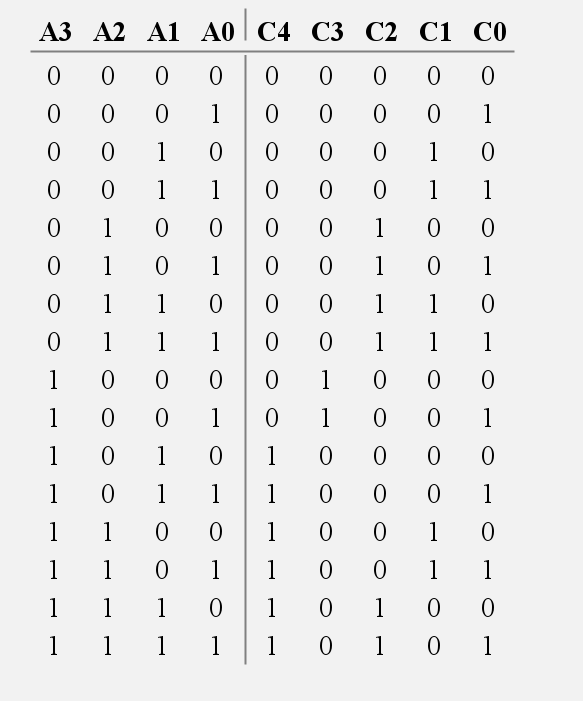 A3 A2 A1 A0 C4 C3 C2 C1 C0
0 0 0 0 0 0 0 0 0
0 0 0 1 0 0 0 0 1
0 0 1 0 0 0 0 1 0
0 0 1 1 0 0 0 1 1
0 1 0 0 0 0 1 0 0
0 1 0 1 0 0 1 0 1
0 1 1 0 0 0 1 1 0
0 1 1 1 0 0 1 1 1
1 0 0 0 0 1 0 0 0
1 0 0 1 0 1 0 0 1
1 0 1 0 1 0 0 0 0
1 0 1 1 1 0 0 0 1
1 1 0 0 1 0 0 1 0
1 1 0 1 1 0 0 1 1
1 1 1 0 1 0 1 0 0
1 1 1 1 1 0 1 0 1